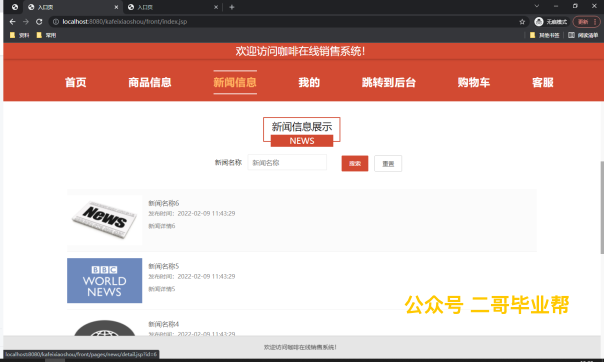 入口页
入口页
localhost:8080/kafeixiaoshou/front/index.jsp
无痕模式
更新
资料
常用
其他书签
阅读清单
欢迎访问咖啡在线销售系统!
首页
商品信息
新闻信息
我的
跳转到后台
购物车
客服
新闻信息展示
NEWS
新闻名称
新闻名称
搜索
重置
News
新闻名称6
发布时间: 2022-02-09 11:43:29
新闻详情6
BBC
WORLD
NEWS
新闻名称5
发布时间: 2022-02-09 11:43:29
新闻详情5
公众号 二哥毕业帮
新闻名称4
发布时间: 2022-02-09 11:43:29
欢迎访问咖啡在线销售系统!
localhost:8080/kafeixiaoshou/front/pages/news/detail.jsp?id=6